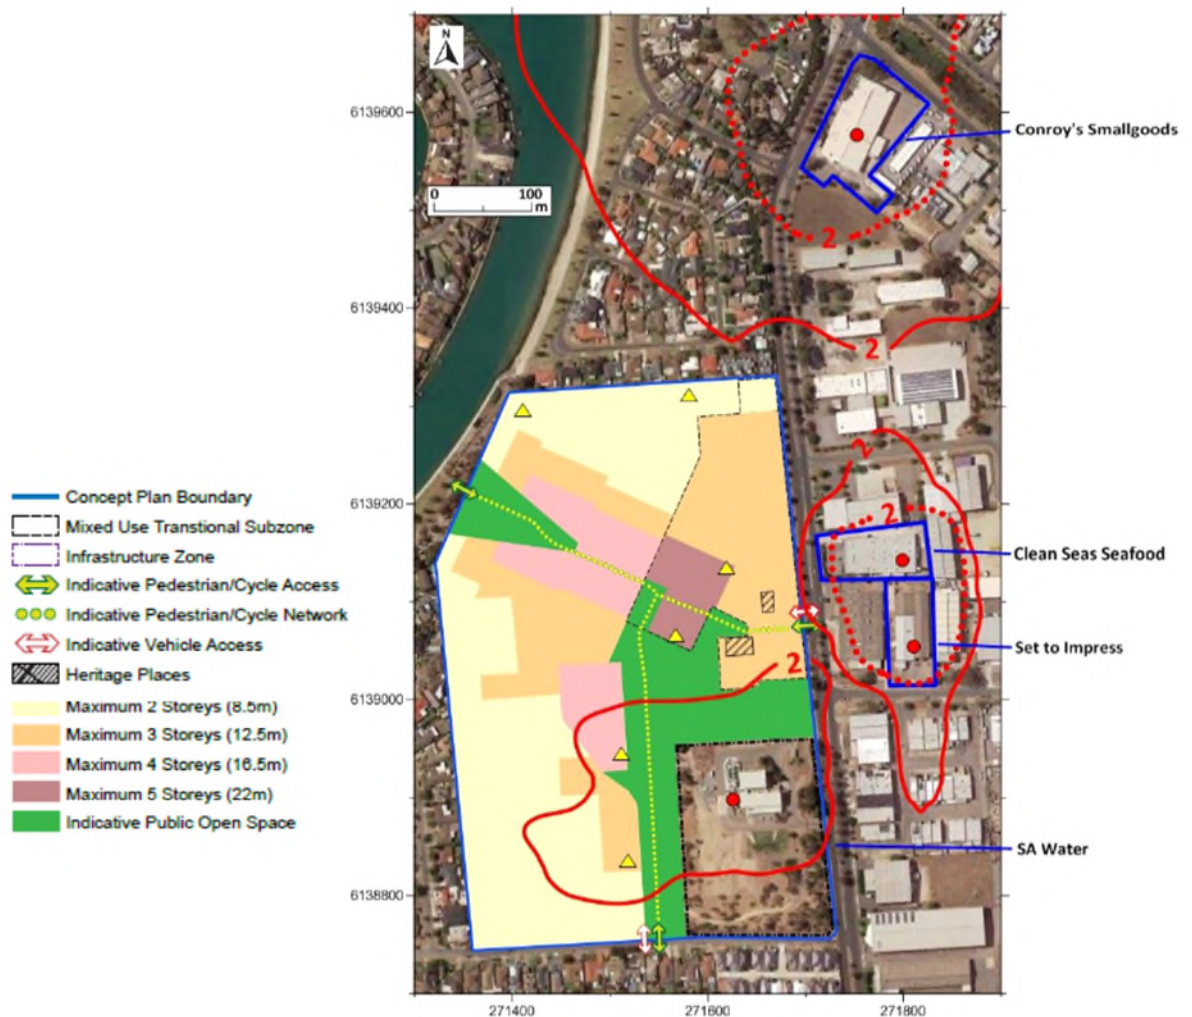 N
6139600
Conroy's Smallgoods
0 100
m
2
6139400
2
2
Concept Plan Boundary
6139200
2
Mixed Use Transtional Subzone
Clean Seas Seafood
Infrastructure Zone
Indicative Pedestrian/Cycle Access
Indicative Pedestrian/Cycle Network
Indicative Vehicle Access
Set to Impress
Heritage Places
2
6139000
Maximum 2 Storeys (8.5m)
Maximum 3 Storeys (12.5m)
Maximum 4 Storeys (16.5m)
Maximum 5 Storeys (22m)
Indicative Public Open Space
SA Water
6138800
271400
271600
271800